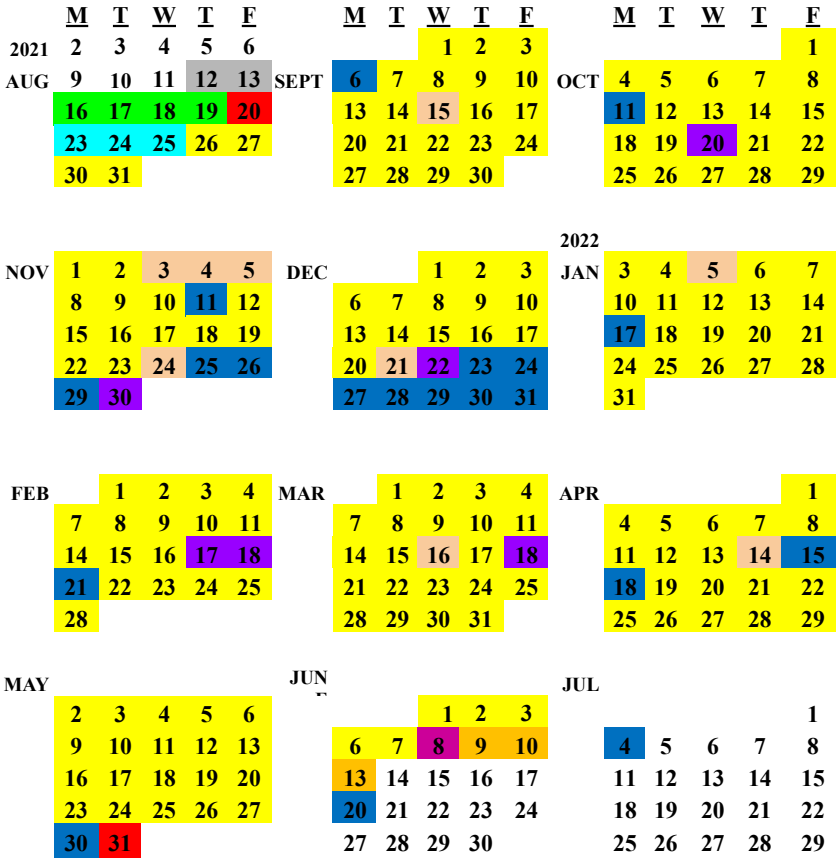 M T W T F M T W T F M T W T F
2021 2 3 4 5 6 1 2 3 1
AUG 9 10 11 12 13 SEPT 6 7 8 9 10 OCT 4 5 6 7 8
16 17 18 19 20 13 14 15 16 17 11 12 13 14 15
23 24 25 26 27 20 21 22 23 24 18 19 20 21 22
30 31 27 28 29 30 25 26 27 28 29
2022
NOV 1 2 3 4 5 DEC 1 2 3 JAN 3 4 5 6 7
8 9 10 11 12 6 7 8 9 10 10 11 12 13 14
15 16 17 18 19 13 14 15 16 17 17 18 19 20 21
22 23 24 25 26 20 21 22 23 24 24 25 26 27 28
29 30 27 28 29 30 31 31
FEB 1 2 3 4 MAR 1 2 3 4 APR 1
7 8 9 10 11 7 8 9 10 11 4 5 6 7 8
14 15 16 17 18 14 15 16 17 18 11 12 13 14 15
21 22 23 24 25 21 22 23 24 25 18 19 20 21 22
28 28 29 30 31 25 26 27 28 29
MAY JUN JUL
2 3 4 5 6 1 2 3 1
9 10 11 12 13 6 7 8 9 10 4 5 6 7 8
16 17 18 19 20 13 14 15 16 17 11 12 13 14 15
23 24 25 26 27 20 21 22 23 24 18 19 20 21 22
30 31 27 28 29 30 25 26 27 28 29